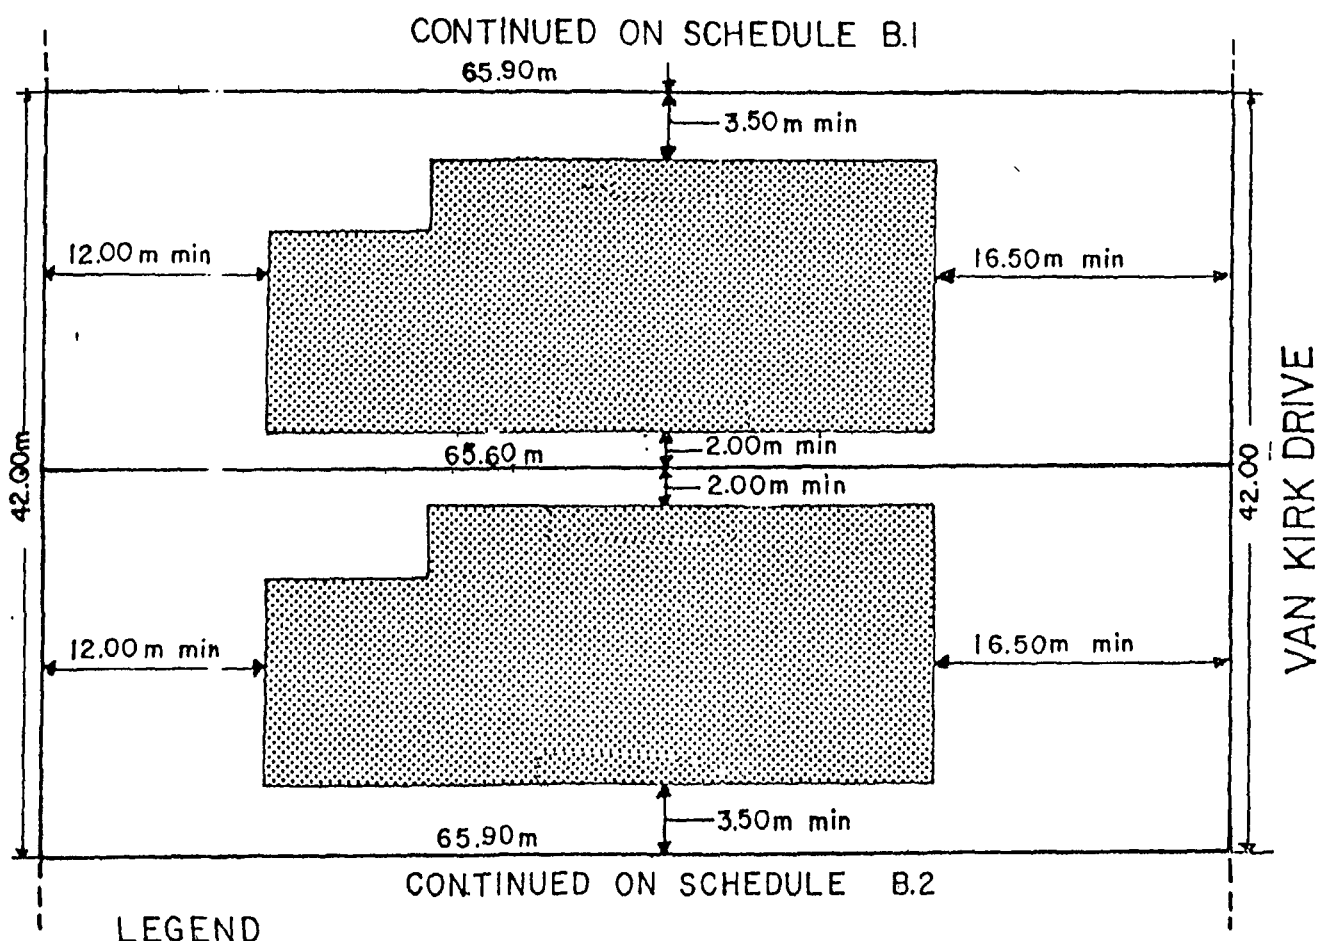 CONTINUED ON SCHEDULE B.1
65.90m
3.50m min
12.00m min
16.50m min
2.00m min
65.60m
2.00m min
42.00m
42.00
VAN KIRK DRIVE
12.00m min
16.50m min
3.50m min
65.90m
CONTINUED ON SCHEDULE B.2
LEGEND